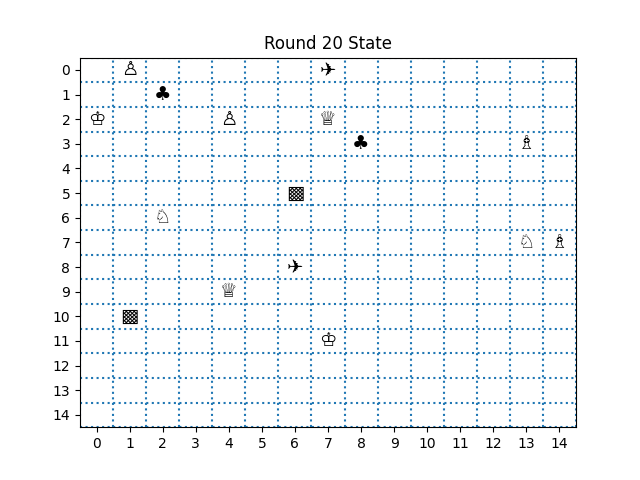 Round 20 State
0 ♙ ✈
1 ♣
2 ♔ ♙ ♕
3 ♣ ♗
4
5 ▩
6 ♘
7 ♘ ♗
8 ✈
9 ♕
10 ▩
11 ♔
12
13
14
0 1 2 3 4 5 6 7 8 9 10 11 12 13 14